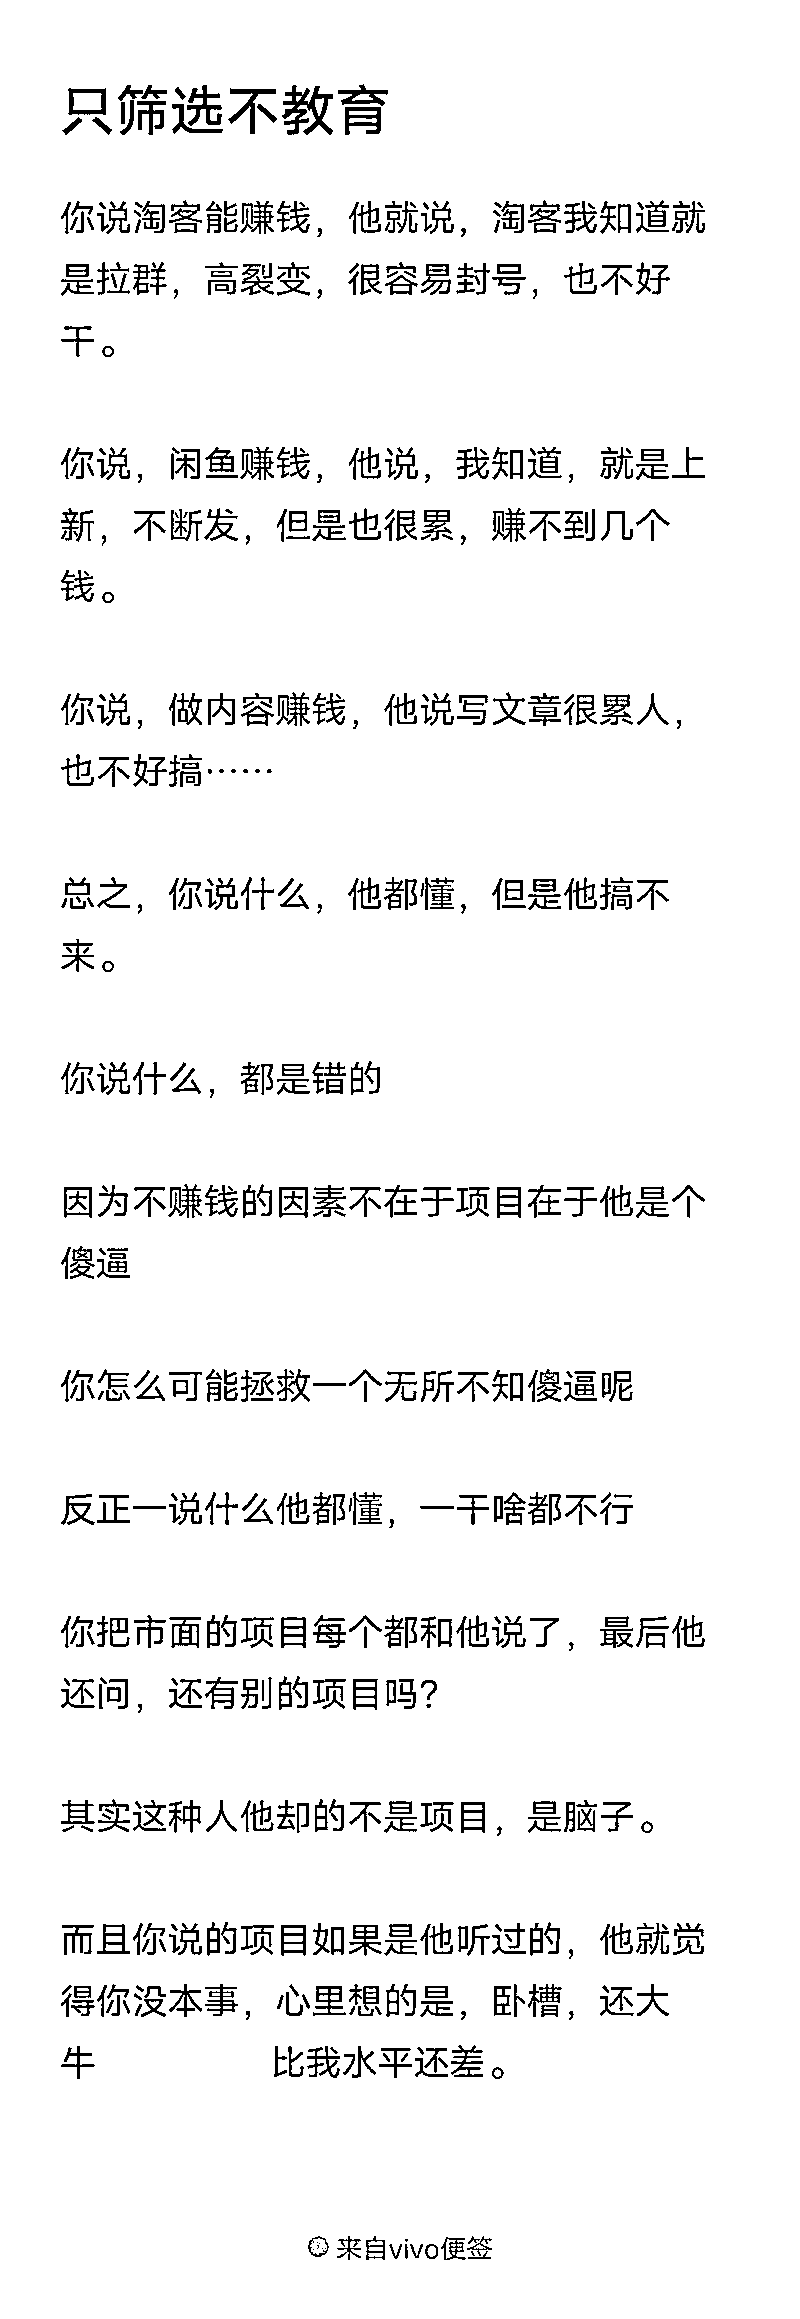 只筛选不教育
你说淘客能赚钱，他就说，淘客我知道就
是拉群，高裂变，很容易封号，也不好
干。
你说，闲鱼赚钱，他说，我知道，就是上
新，不断发，但是也很累，赚不到几个
钱。
你说，做内容赚钱，他说写文章很累人，
也不好搞……
总之，你说什么，他都懂，但是他搞不
来。
你说什么，都是错的
因为不赚钱的因素不在于项目在于他是个
傻逼
你怎么可能拯救一个无所不知傻逼呢
反正一说什么他都懂，一干啥都不行
你把市面的项目每个都和他说了，最后他
还问，还有别的项目吗？
其实这种人他却的不是项目，是脑子。
而且你说的项目如果是他听过的，他就觉
得你没本事，心里想的是，卧槽，还大
牛 比我水平还差。
来自vivo便签